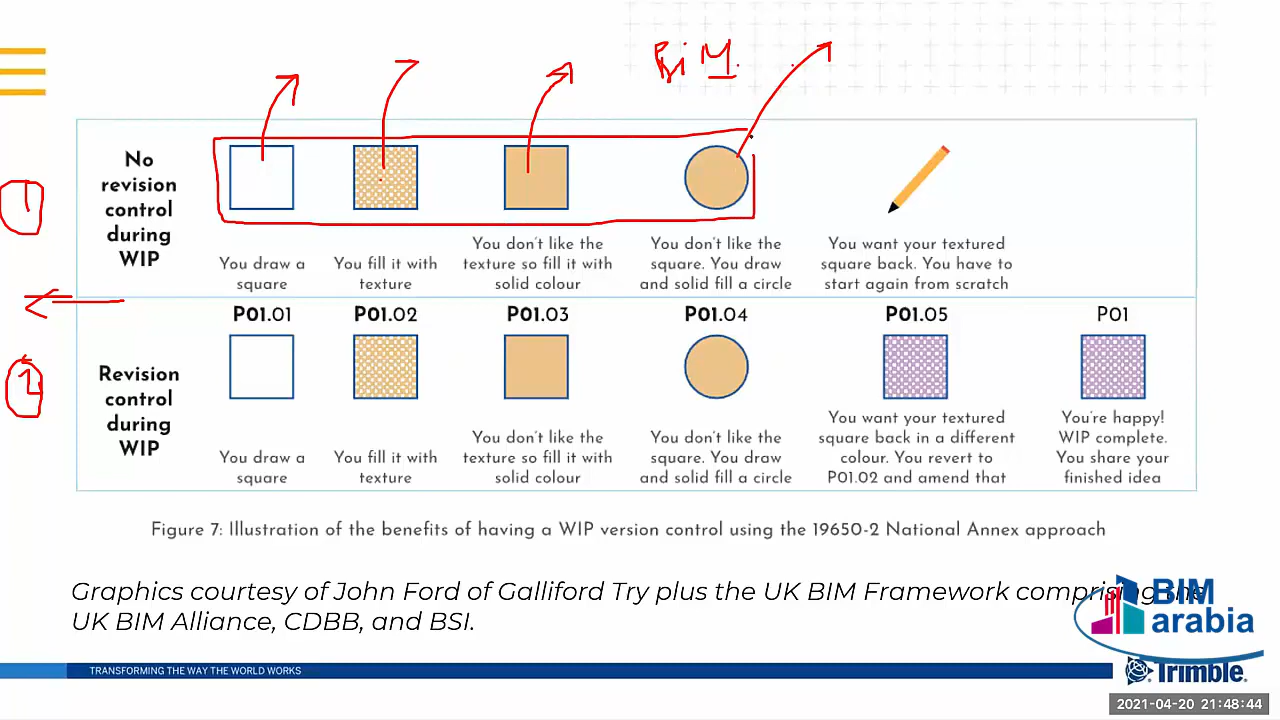 BiM
No
revision
control
during
WIP
1
You draw a
square
You fill it with
texture
You don't like the
texture so fill it with
solid colour
You don't like the
square. You draw
and solid fill a circle
You want your textured
square back. You have to
start again from scratch
P01.01
P01.02
P01.03
P01.04
P01.05
P01
Revision
control
during
WIP
2
You draw a
square
You fill it with
texture
You don't like the
texture so fill it with
solid colour
You don't like the
square. You draw
and solid fill a circle
You want your textured
square back in a different
colour. You revert to
P01.02 and amend that
You're happy!
WIP complete.
You share your
finished idea
Figure 7: Illustration of the benefits of having a WIP version control using the 19650-2 National Annex approach
Graphics courtesy of John Ford of Galliford Try plus the UK BIM Framework comprising the
UK BIM Alliance, CDBB, and BSI.
BIM
arabia
TRANSFORMING THE WAY THE WORLD WORKS
Trimble.
2021-04-20 21:48:44